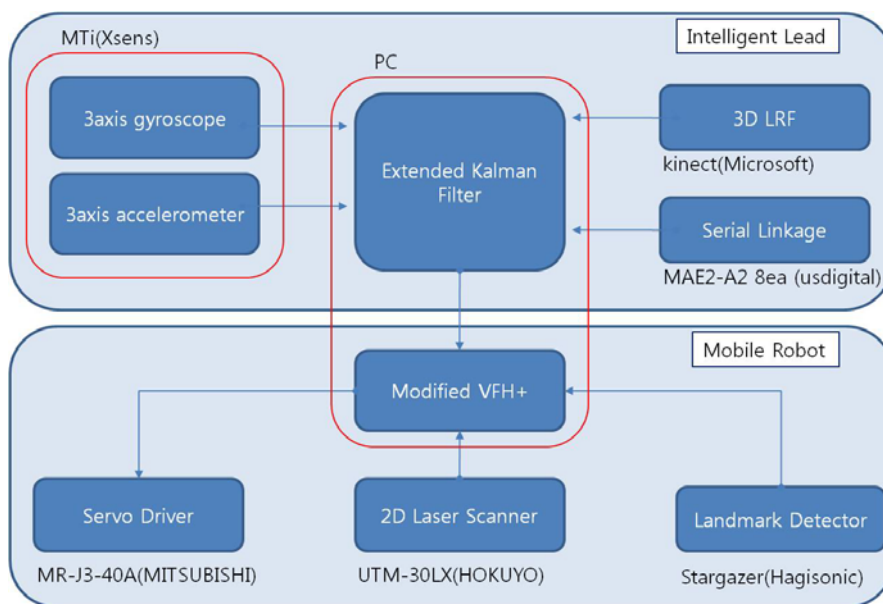 MTi(Xsens)
Intelligent Lead
PC
3axis gyroscope
3D LRF
kinect(Microsoft)
Extended Kalman
Filter
3axis accelerometer
Serial Linkage
MAE2-A2 8ea (usdigital)
Mobile Robot
Modified VFH+
Servo Driver
2D Laser Scanner
Landmark Detector
MR-J3-40A(MITSUBISHI)
UTM-30LX(HOKUYO)
Stargazer(Hagisonic)